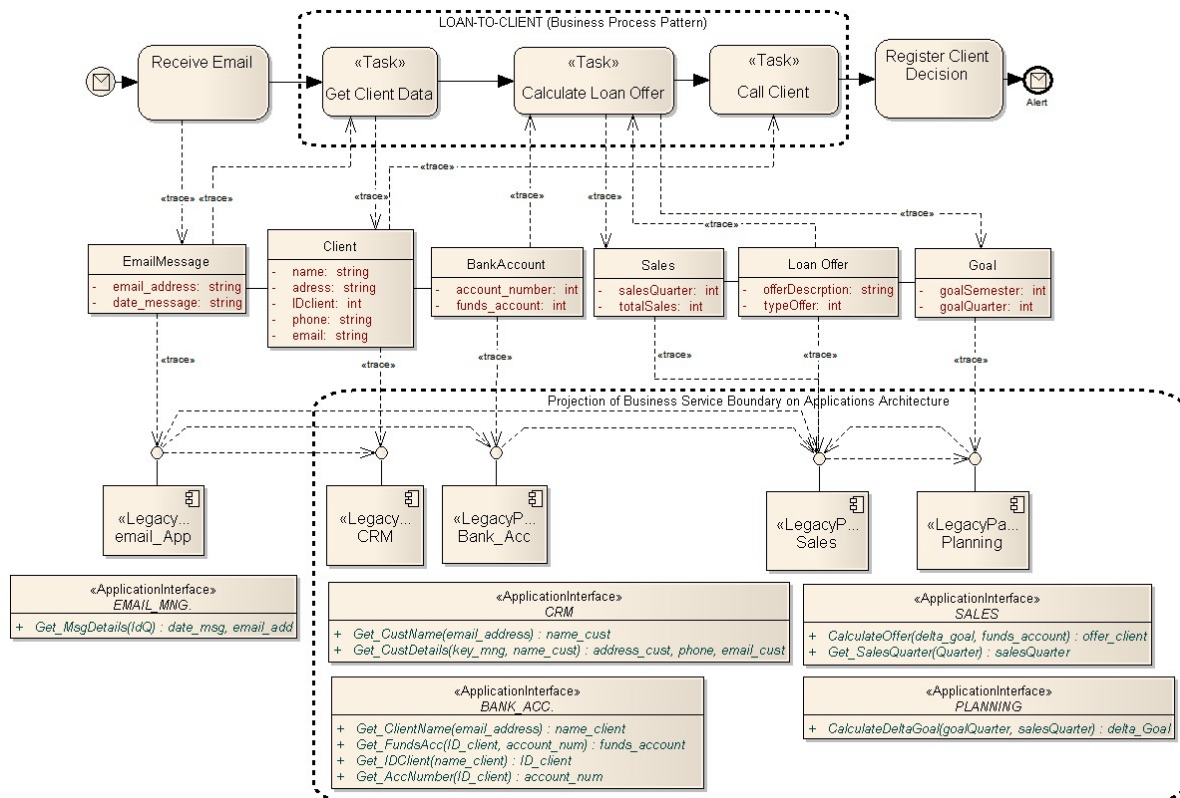 LOAN-TO-CLIENT (Business Process Pattern)
Receive Email
«Task»
Get Client Data
«Task»
Calculate Loan Offer
«Task»
Call Client
Register Client
Decision
Alert
«trace»
«trace»
«trace»
«trace»
«trace»
«trace»
«trace»
«trace»
EmailMessage
- email_address: string
- date_message: string
Client
- name: string
- adress: string
- IDclient: int
- phone: string
- email: string
BankAccount
- account_number: int
- funds_account: int
Sales
- salesQuarter: int
- totalSales: int
Loan Offer
- offerDescrption: string
- typeOffer: int
Goal
- goalSemester: int
- goalQuarter: int
«trace»
«trace»
«trace»
«trace»
«trace»
«trace»
Projection of Business Service Boundary on Applications Architecture
«Legacy...
email_App
«Legacy...
CRM
«LegacyP...
Bank_Acc
«LegacyP...
Sales
«LegacyPa...
Planning
«ApplicationInterface»
EMAIL_MNG.
+ Get_MsgDetails(IdQ) : date_msg, email_add
«ApplicationInterface»
CRM
+ Get_CustName(email_address) : name_cust
+ Get_CustDetails(key_mng, name_cust) : address_cust, phone, email_cust
«ApplicationInterface»
SALES
+ CalculateOffer(delta_goal, funds_account) : offer_client
+ Get_SalesQuarter(Quarter) : salesQuarter
«ApplicationInterface»
BANK_ACC.
+ Get_ClientName(email_address) : name_client
+ Get_FundsAcc(ID_client, account_num) : funds_account
+ Get_IDClient(name_client) : ID_client
+ Get_AccNumber(ID_client) : account_num
«ApplicationInterface»
PLANNING
+ CalculateDeltaGoal(goalQuarter, salesQuarter) : delta_Goal